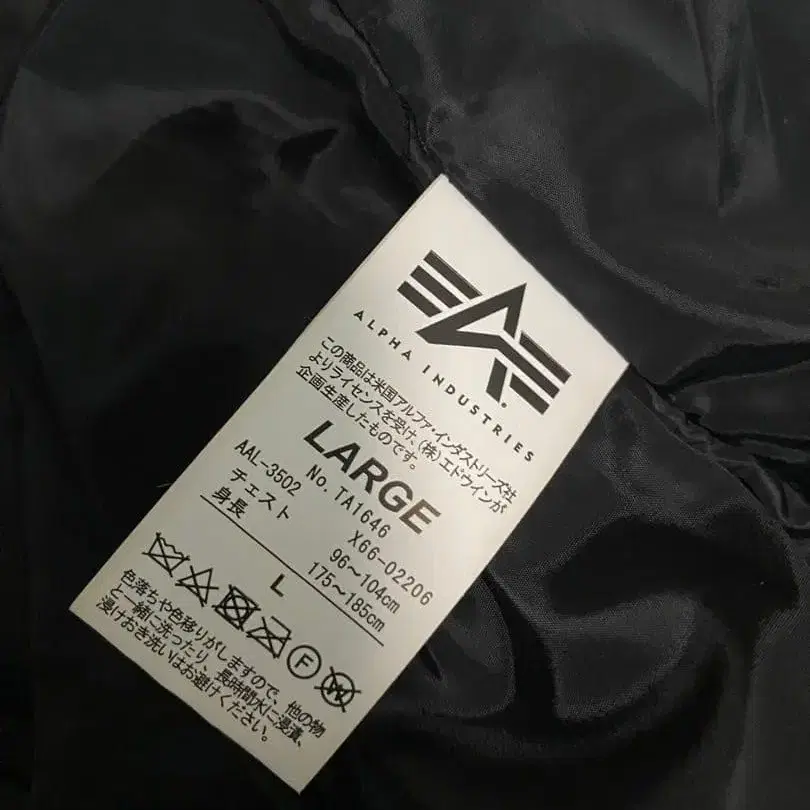 ALPHA INDUSTRIES
この商品は米国アルファ・インダストリーズ社
よりライセンスを受け、(株)エドウインが
企画生産したものです。
LARGE
No. TA1646
AAL-3502 X66-02206
チェスト 96～104cm
身長 175～185cm
L
F
W
色落ちや色移りがしますので、他の物
と一緒に洗ったり、長時間水に浸漬、
浸けおき洗いはお避けください。